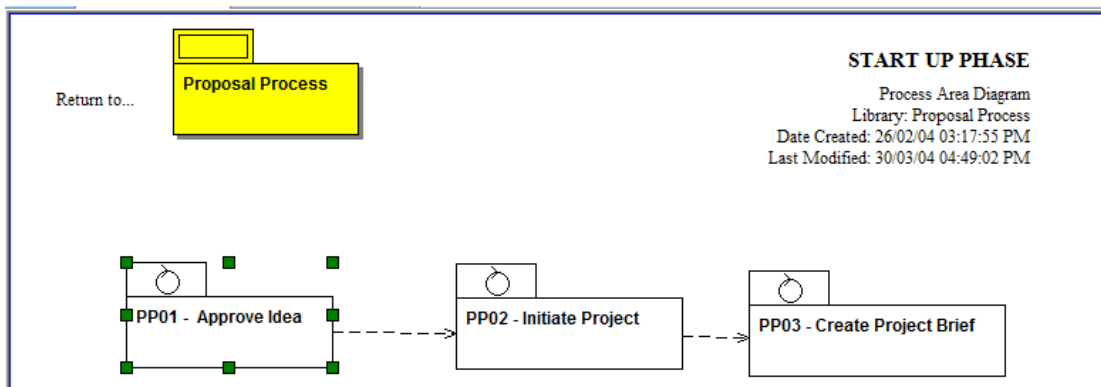 START UP PHASE
Proposal Process
Return to...
Process Area Diagram
Library: Proposal Process
Date Created: 26/02/04 03:17:55 PM
Last Modified: 30/03/04 04:49:02 PM
PP01 - Approve Idea
PP02 - Initiate Project
PP03 - Create Project Brief